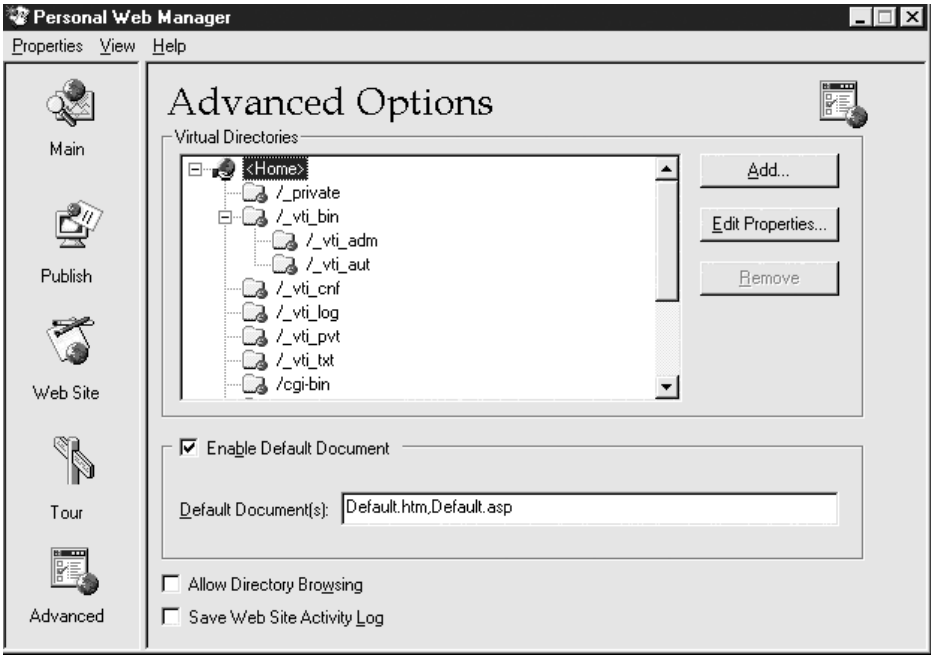 Personal Web Manager
Properties View Help
Main
Publish
Web Site
Tour
Advanced
Advanced Options
Virtual Directories
<Home>
/_private
/_vti_bin
/_vti_adm
/_vti_aut
/_vti_cnf
/_vti_log
/_vti_pvt
/_vti_txt
/cgi-bin
Add...
Edit Properties...
Remove
Enable Default Document
Default Document(s): Default.htm,Default.asp
Allow Directory Browsing
Save Web Site Activity Log